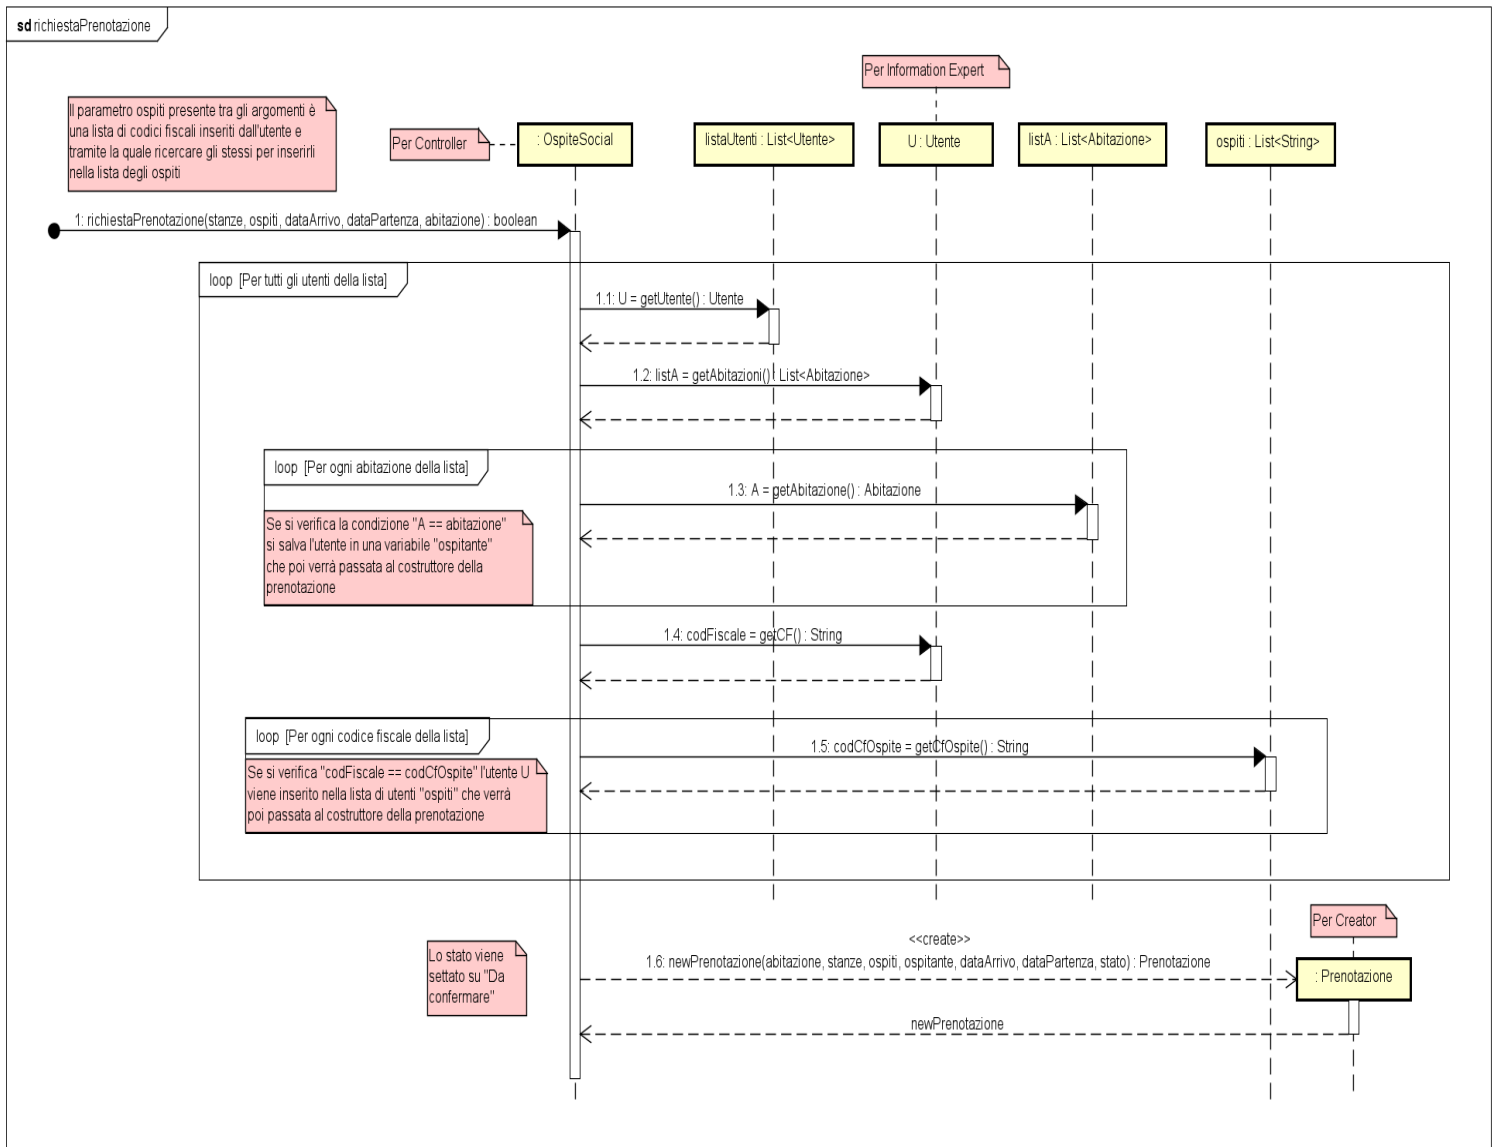 sd richiestaPrenotazione
Per Information Expert
Il parametro ospiti presente tra gli argomenti è
una lista di codici fiscali inseriti dall'utente e
tramite la quale ricercare gli stessi per inserirli
nella lista degli ospiti
Per Controller
: OspiteSocial
listaUtenti : List<Utente>
U : Utente
listA : List<Abitazione>
ospiti : List<String>
1: richiestaPrenotazione(stanze, ospiti, dataArrivo, dataPartenza, abitazione) : boolean
loop [Per tutti gli utenti della lista]
1.1: U = getUtente() : Utente
1.2: listA = getAbitazioni() : List<Abitazione>
loop [Per ogni abitazione della lista]
1.3: A = getAbitazione() : Abitazione
Se si verifica la condizione "A == abitazione"
si salva l'utente in una variabile "ospitante"
che poi verrà passata al costruttore della
prenotazione
1.4: codFiscale = getCF() : String
loop [Per ogni codice fiscale della lista]
1.5: codCfOspite = getCfOspite() : String
Se si verifica "codFiscale == codCfOspite" l'utente U
viene inserito nella lista di utenti "ospiti" che verrà
poi passata al costruttore della prenotazione
Per Creator
<<create>>
1.6: newPrenotazione(abitazione, stanze, ospiti, ospitante, dataArrivo, dataPartenza, stato) : Prenotazione
Lo stato viene
settato su "Da
confermare"
: Prenotazione
newPrenotazione